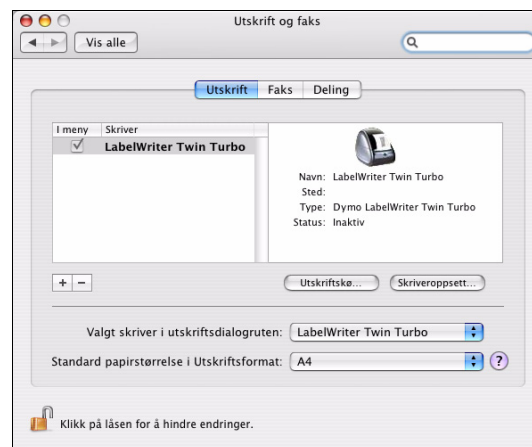 Utskrift og faks
Vis alle
Utskrift Faks Deling
I meny Skriver
LabelWriter Twin Turbo
Navn: LabelWriter Twin Turbo
Sted:
Type: Dymo LabelWriter Twin Turbo
Status: Inaktiv
+ −
Utskriftskø... Skriveroppsett...
Valgt skriver i utskriftsdialogruten: LabelWriter Twin Turbo
Standard papirstørrelse i Utskriftsformat: A4 ?
Klikk på låsen for å hindre endringer.